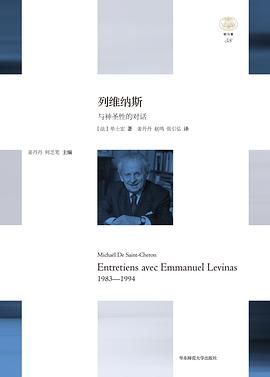 58
列维纳斯
与神圣性的对话
［法］单士宏 著 姜丹丹 赵鸣 张引弘 译
姜丹丹 何乏笔 主编
Michaël De Saint-Cheron
Entretiens avec Emmanuel Levinas
1983—1994
华东师范大学出版社